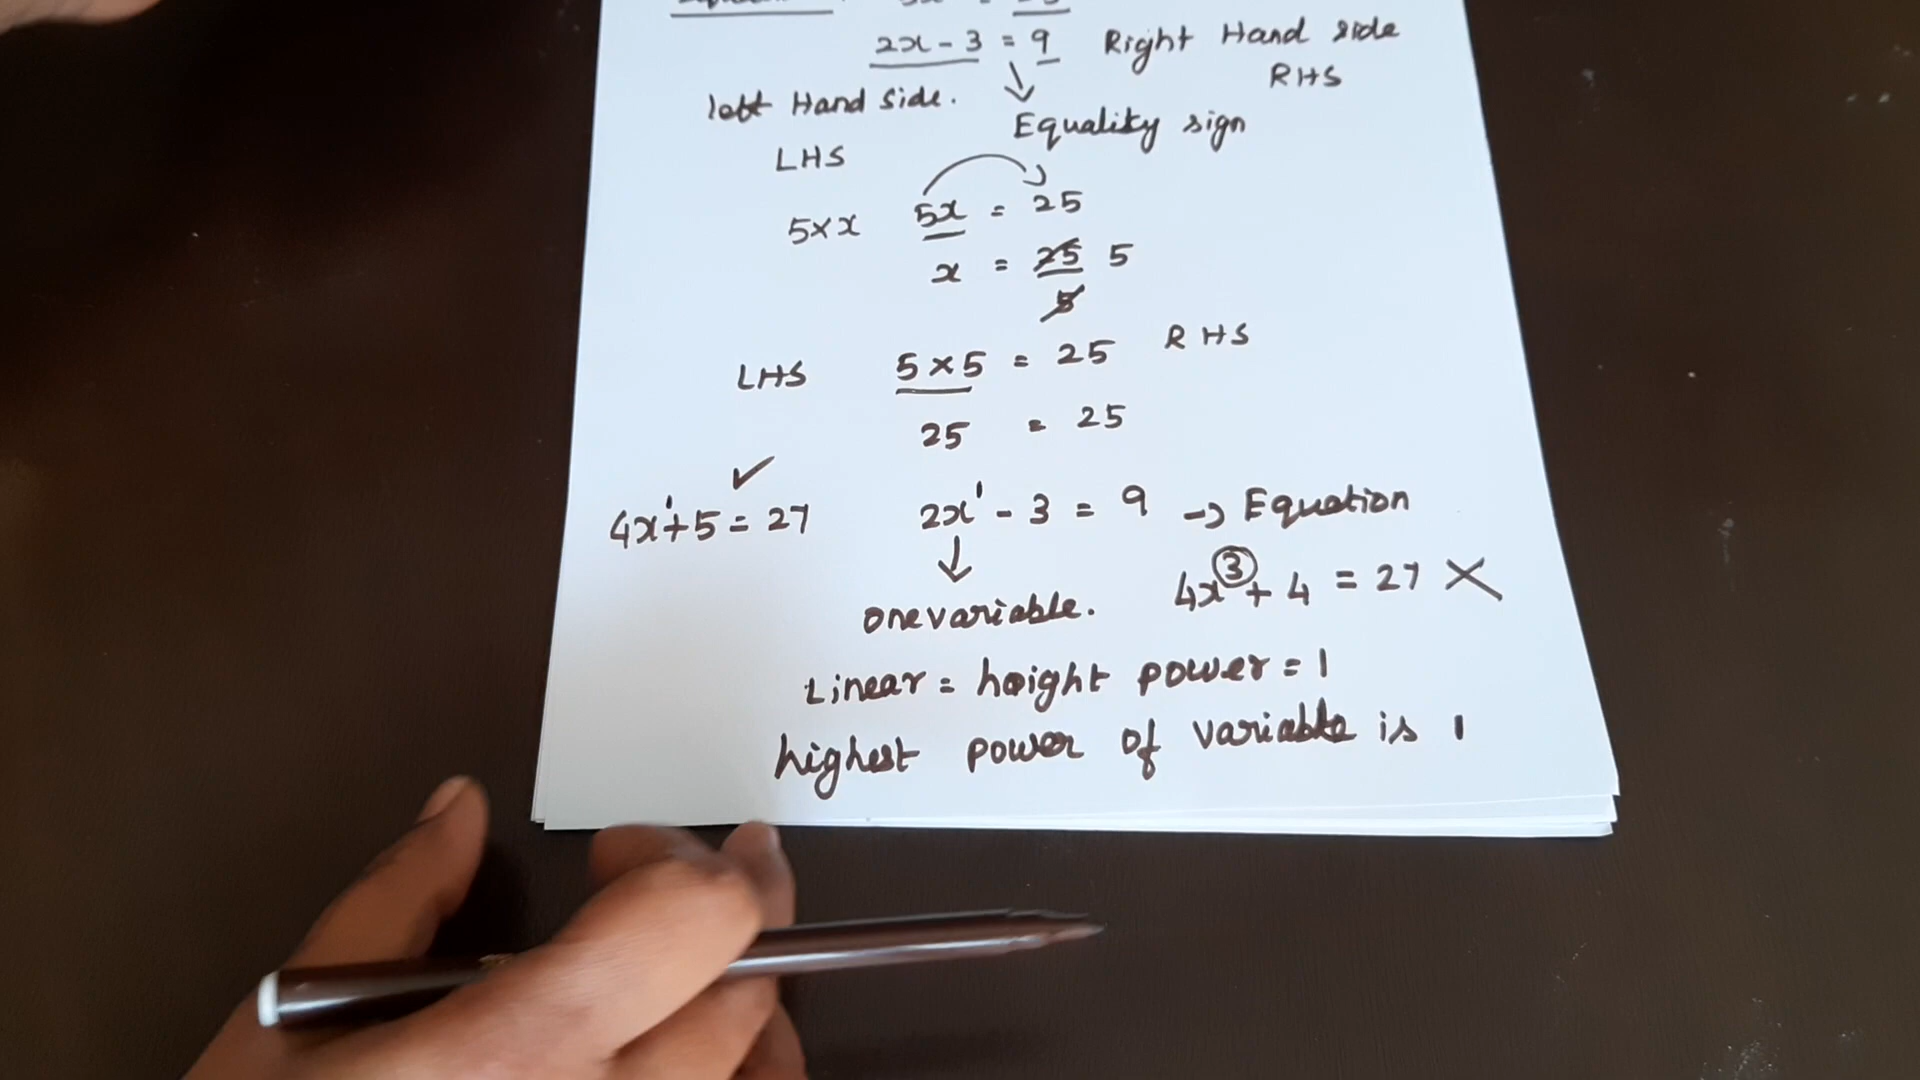 2x - 3 = 9 Right Hand side
RHS
left Hand side.
Equality sign
LHS
5×x 5x = 25
x = 25/5 5
LHS 5×5 = 25 RHS
25 = 25
✓
4x¹+5 = 27 2x¹ - 3 = 9 → Equation
4x³ + 4 = 27 ×
one variable.
Linear = height power = 1
highest power of variable is 1